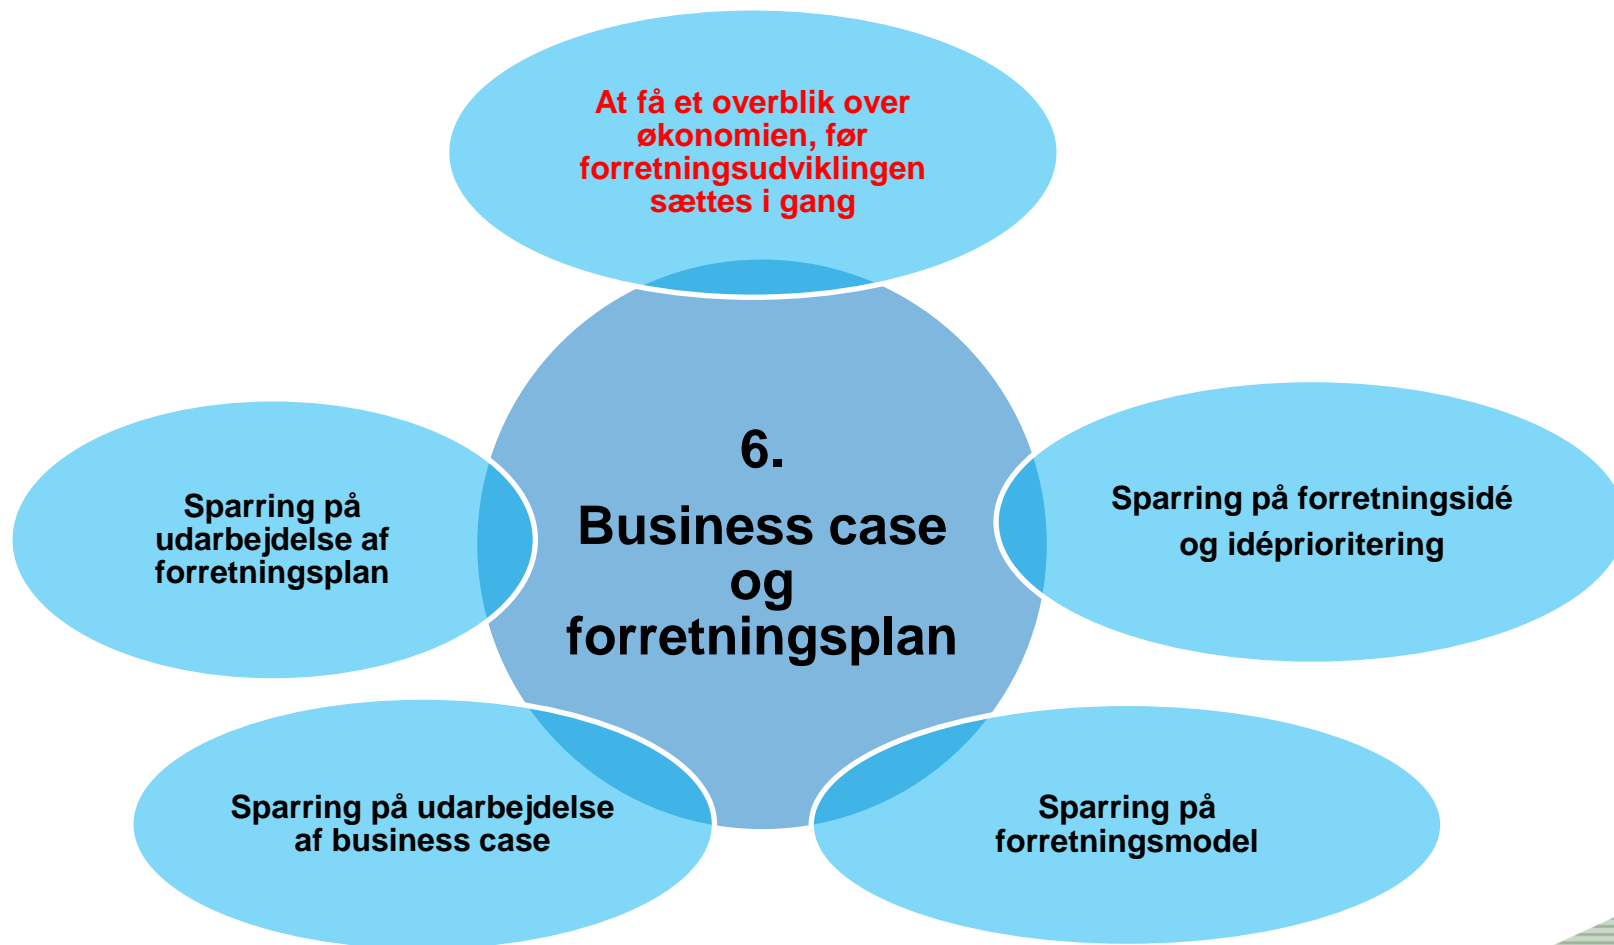 At få et overblik over
økonomien, før
forretningsudviklingen
sættes i gang
6.
Business case
og
forretningsplan
Sparring på forretningsidé
og idéprioritering
Sparring på
forretningsmodel
Sparring på udarbejdelse
af business case
Sparring på
udarbejdelse af
forretningsplan